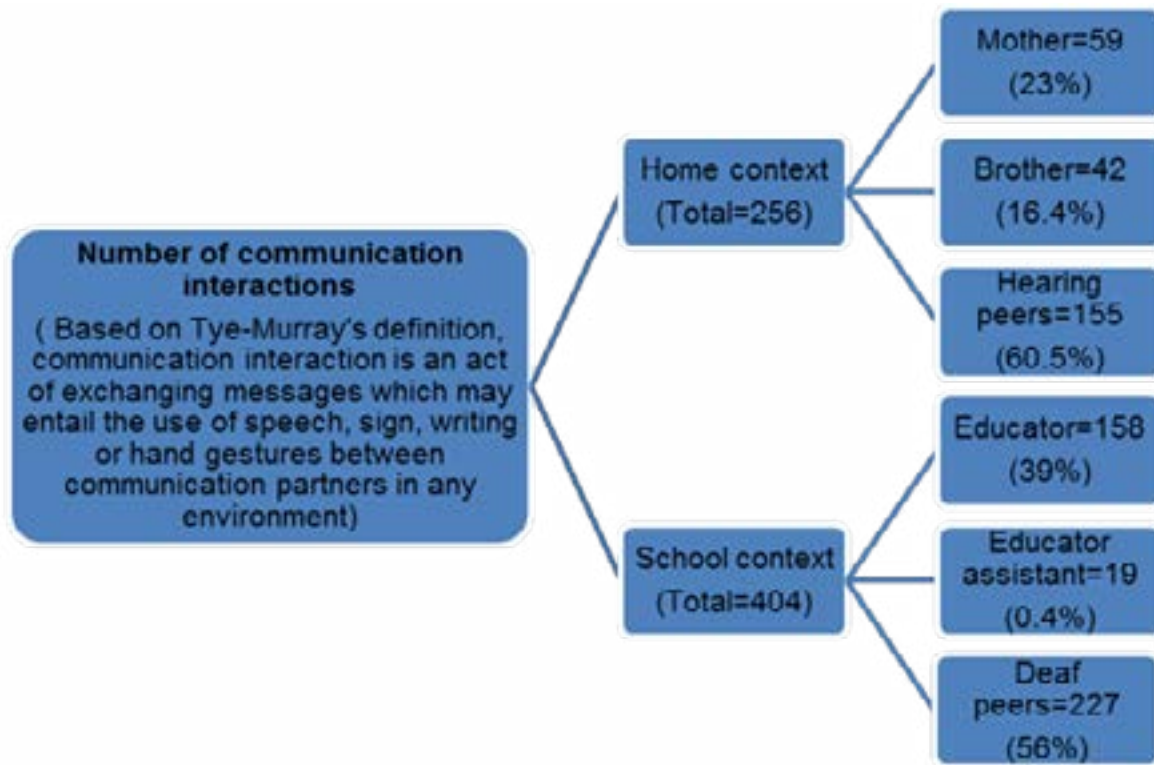 Number of communication
interactions
( Based on Tye-Murray's definition,
communication interaction is an act
of exchanging messages which may
entail the use of speech, sign, writing
or hand gestures between
communication partners in any
environment)
Home context
(Total=256)
Mother=59
(23%)
Brother=42
(16.4%)
Hearing
peers=155
(60.5%)
School context
(Total=404)
Educator=158
(39%)
Educator
assistant=19
(0.4%)
Deaf
peers=227
(56%)